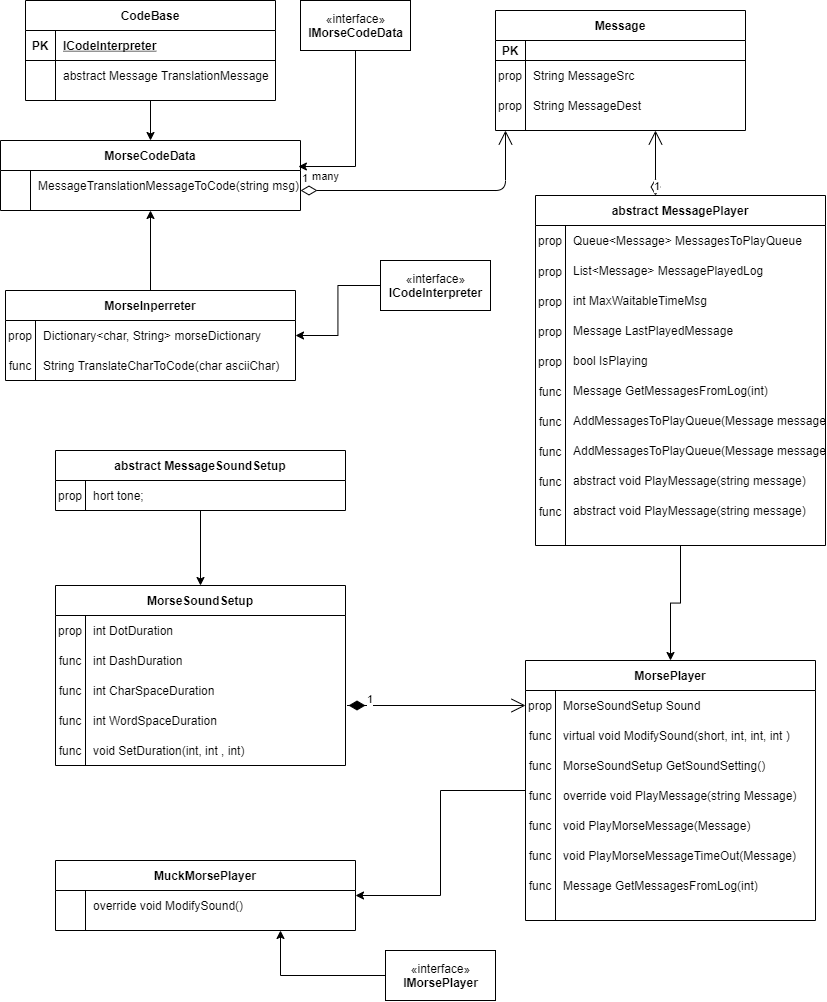 CodeBase
PK ICodeInterpreter
abstract Message TranslationMessage
«interface»
IMorseCodeData
Message
PK
prop String MessageSrc
prop String MessageDest
MorseCodeData
MessageTranslationMessageToCode(string msg)
1 many
1
abstract MessagePlayer
prop Queue<Message> MessagesToPlayQueue
prop List<Message> MessagePlayedLog
prop int MaxWaitableTimeMsg
prop Message LastPlayedMessage
prop bool IsPlaying
func Message GetMessagesFromLog(int)
func AddMessagesToPlayQueue(Message message
func AddMessagesToPlayQueue(Message message
func abstract void PlayMessage(string message)
func abstract void PlayMessage(string message)
«interface»
ICodeInterpreter
MorseInperreter
prop Dictionary<char, String> morseDictionary
func String TranslateCharToCode(char asciiChar)
abstract MessageSoundSetup
prop hort tone;
MorseSoundSetup
prop int DotDuration
func int DashDuration
func int CharSpaceDuration
func int WordSpaceDuration
func void SetDuration(int, int , int)
1
MorsePlayer
prop MorseSoundSetup Sound
func virtual void ModifySound(short, int, int, int )
func MorseSoundSetup GetSoundSetting()
func override void PlayMessage(string Message)
func void PlayMorseMessage(Message)
func void PlayMorseMessageTimeOut(Message)
func Message GetMessagesFromLog(int)
MuckMorsePlayer
override void ModifySound()
«interface»
IMorsePlayer